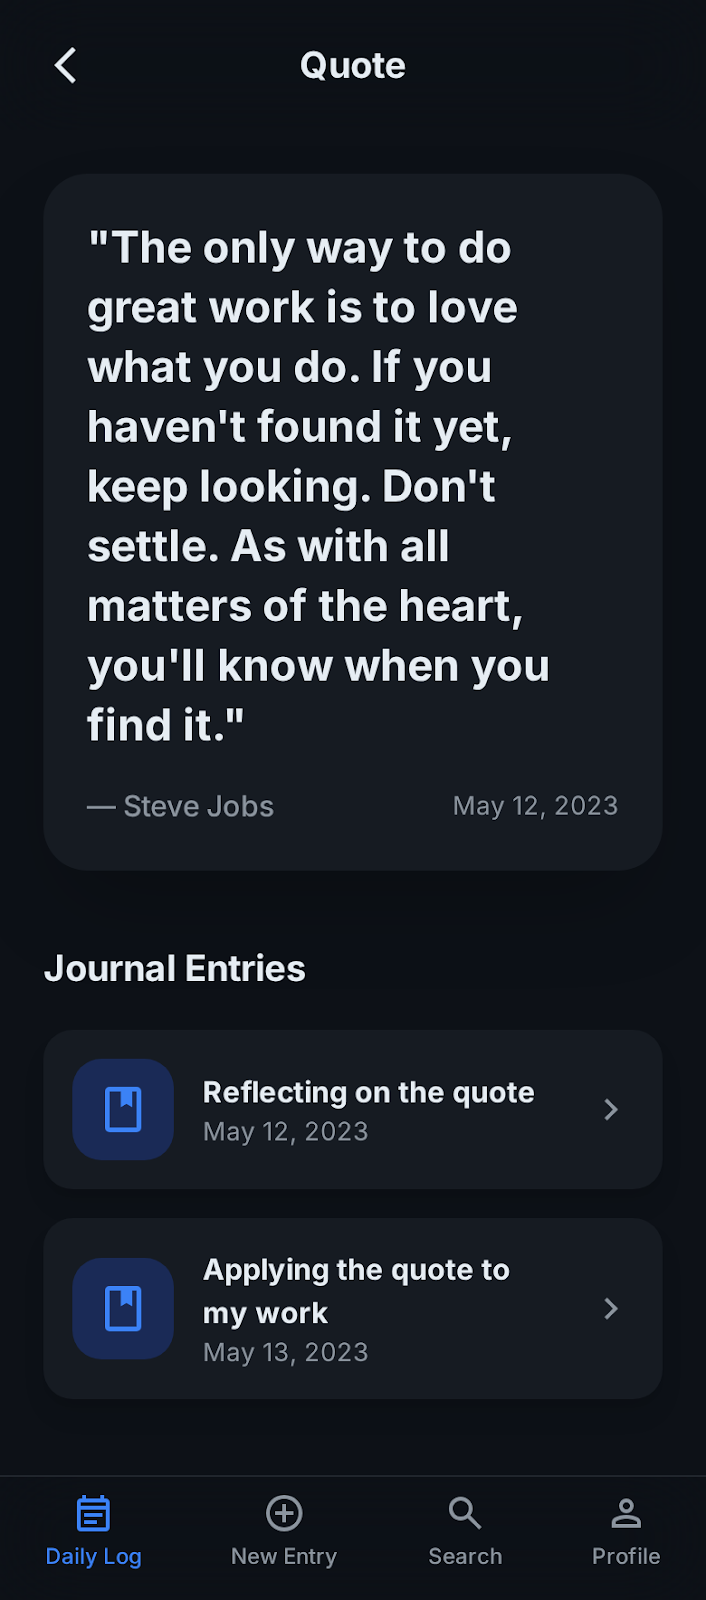 Quote
"The only way to do
great work is to love
what you do. If you
haven't found it yet,
keep looking. Don't
settle. As with all
matters of the heart,
you'll know when you
find it."
— Steve Jobs
May 12, 2023
Journal Entries
Reflecting on the quote
May 12, 2023
Applying the quote to
my work
May 13, 2023
Daily Log
New Entry
Search
Profile